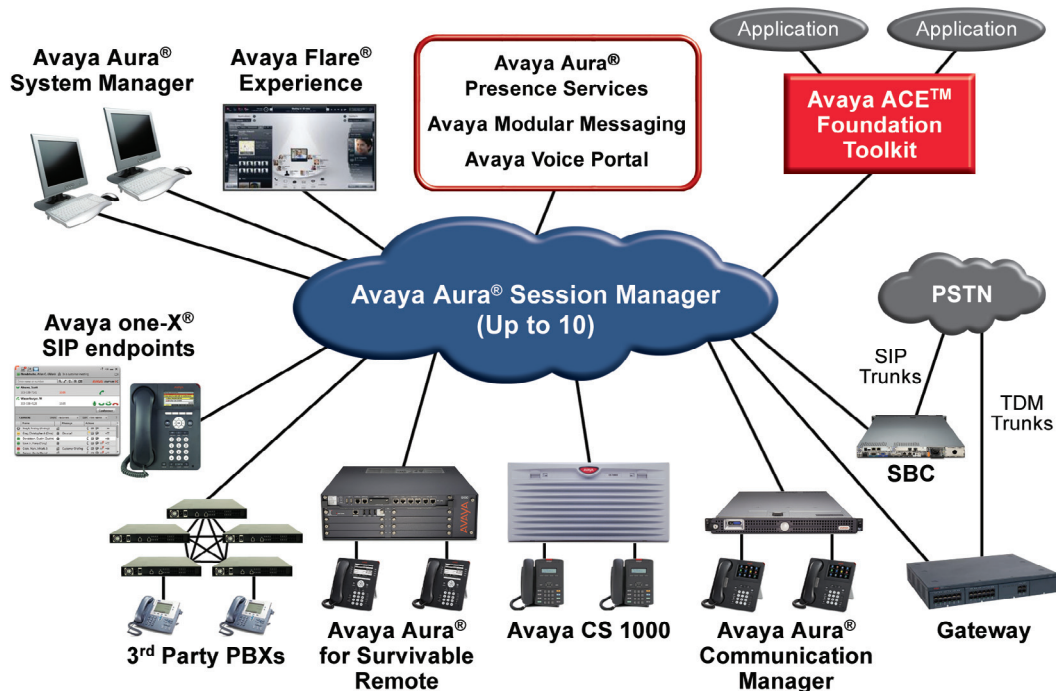 Avaya Aura®
System Manager
Avaya Flare®
Experience
Avaya Aura®
Presence Services
Avaya Modular Messaging
Avaya Voice Portal
Application
Application
Avaya ACE™
Foundation
Toolkit
Avaya Aura® Session Manager
(Up to 10)
PSTN
SIP
Trunks
TDM
Trunks
SBC
Avaya one-X®
SIP endpoints
AVAYA
3rd Party PBXs
Avaya Aura®
for Survivable
Remote
Avaya CS 1000
Avaya Aura®
Communication
Manager
Gateway